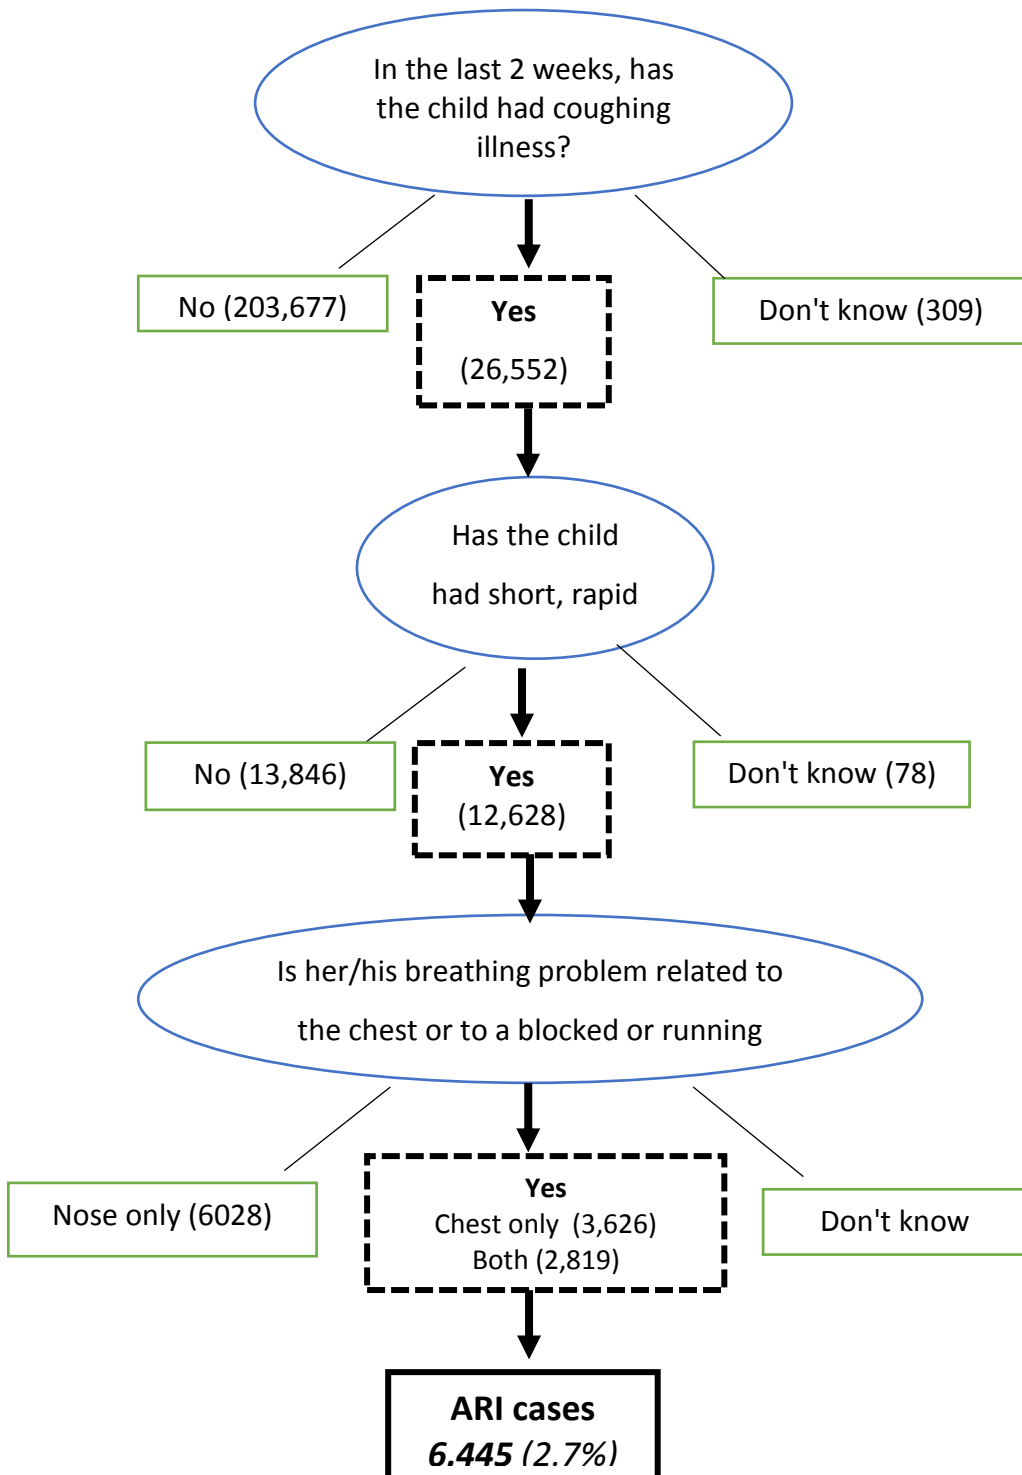 In the last 2 weeks, has
the child had coughing
illness?
No (203,677)
Yes
(26,552)
Don't know (309)
Has the child
had short, rapid
No (13,846)
Yes
(12,628)
Don't know (78)
Is her/his breathing problem related to
the chest or to a blocked or running
Nose only (6028)
Yes
Chest only (3,626)
Both (2,819)
Don't know
ARI cases
6,445 (2.7%)